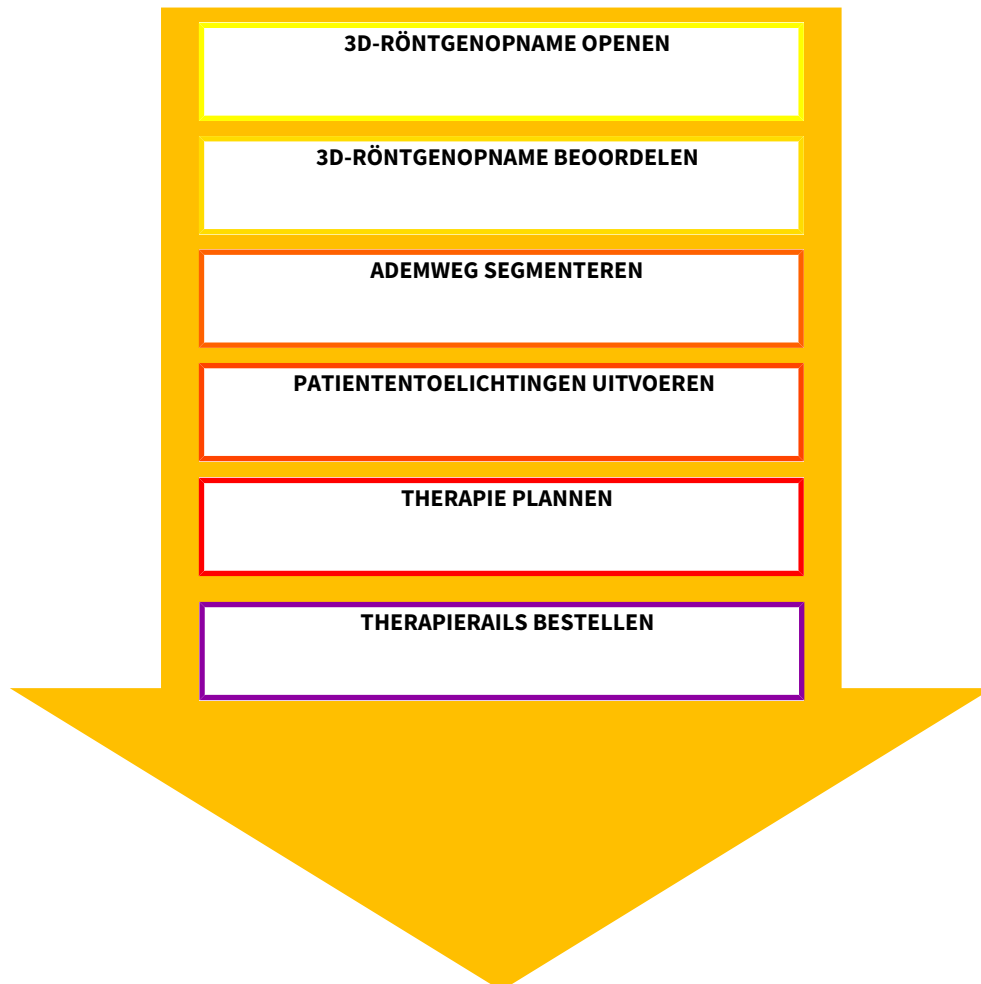 3D-RÖNTGENOPNAME OPENEN
3D-RÖNTGENOPNAME BEOORDELEN
ADEMWEG SEGMENTEREN
PATIENTENTOELICHTINGEN UITVOEREN
THERAPIE PLANNEN
THERAPIERAILS BESTELLEN